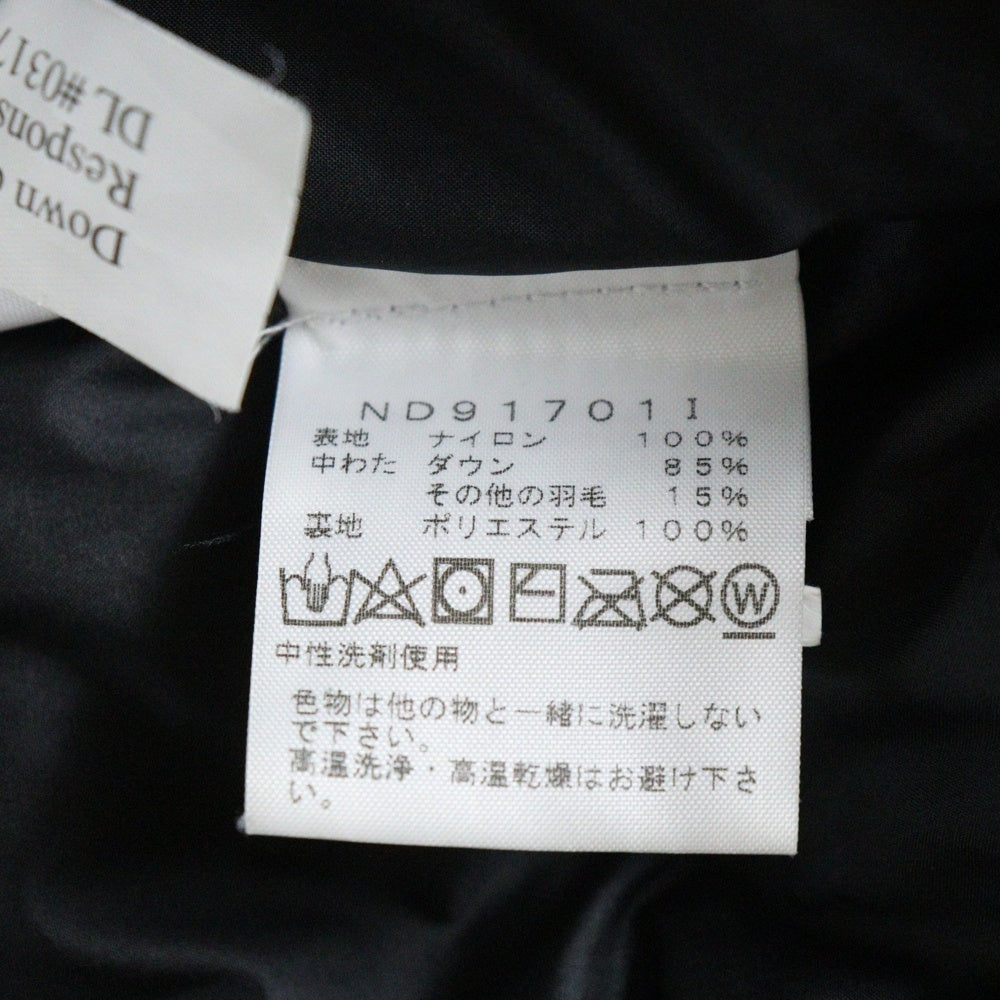 DL #0317
Respons
Down
ND91701I
表地 ナイロン 100%
中わた ダウン 85%
その他の羽毛 15%
裏地 ポリエステル 100%
W
中性洗剤使用
色物は他の物と一緒に洗濯しない
で下さい。
高温洗浄・高温乾燥はお避け下さ
い。